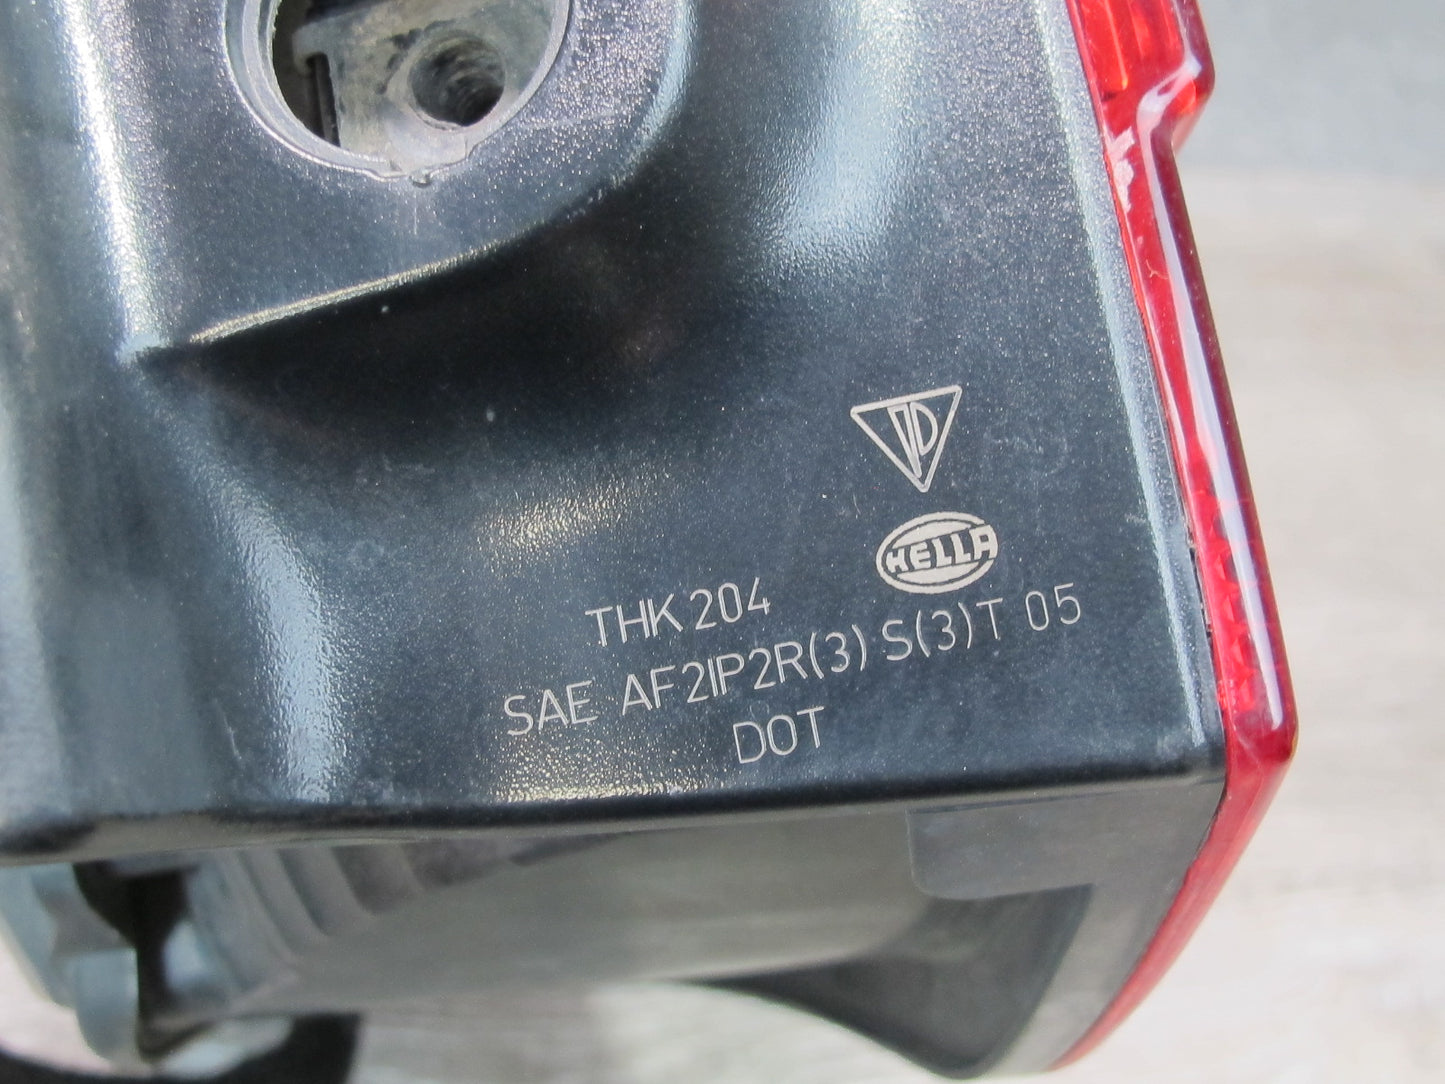 HELLA
THK 204
SAE AF2IP2R(3) S(3)T 05
DOT